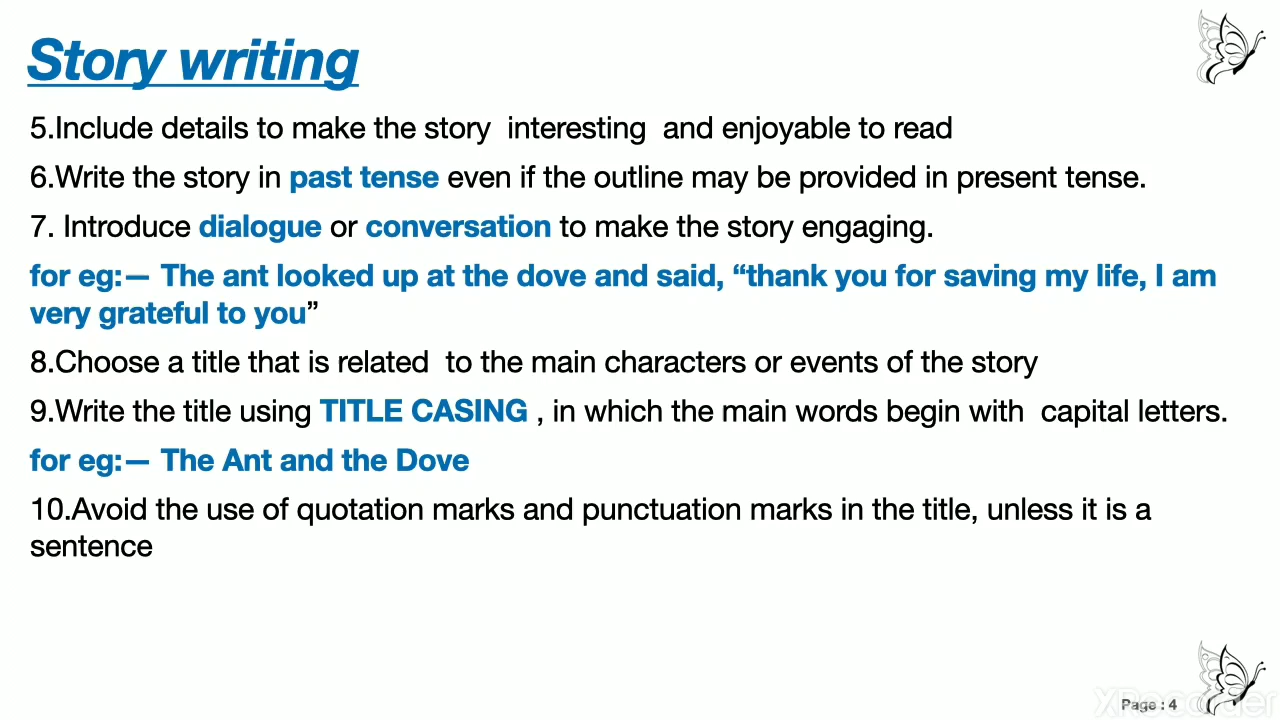 Story writing
5.Include details to make the story  interesting  and enjoyable to read
6.Write the story in past tense even if the outline may be provided in present tense.
7. Introduce dialogue or conversation to make the story engaging.
for eg:— The ant looked up at the dove and said, “thank you for saving my life, I am
very grateful to you”
8.Choose a title that is related  to the main characters or events of the story
9.Write the title using TITLE CASING , in which the main words begin with  capital letters.
for eg:— The Ant and the Dove
10.Avoid the use of quotation marks and punctuation marks in the title, unless it is a
sentence
XRecorder
Page : 4